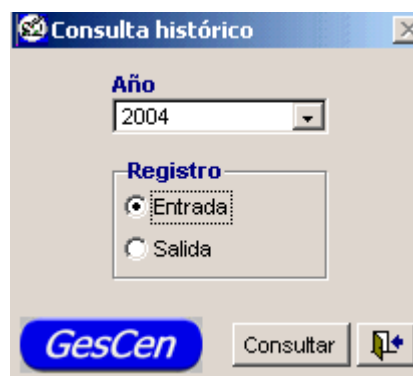 Consulta histórico
Año
2004
Registro
Entrada
Salida
GesCen
Consultar